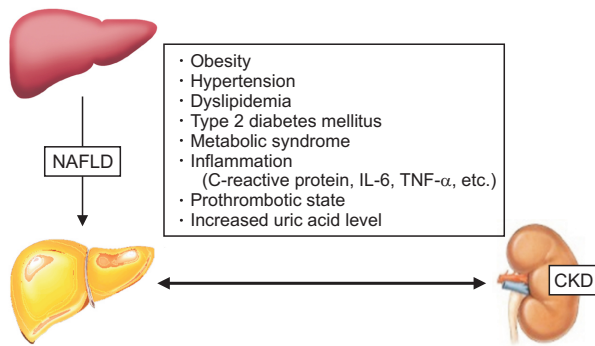 ・Obesity
・Hypertension
・Dyslipidemia
・Type 2 diabetes mellitus
・Metabolic syndrome
・Inflammation
(C-reactive protein, IL-6, TNF-α, etc.)
・Prothrombotic state
・Increased uric acid level
NAFLD
CKD